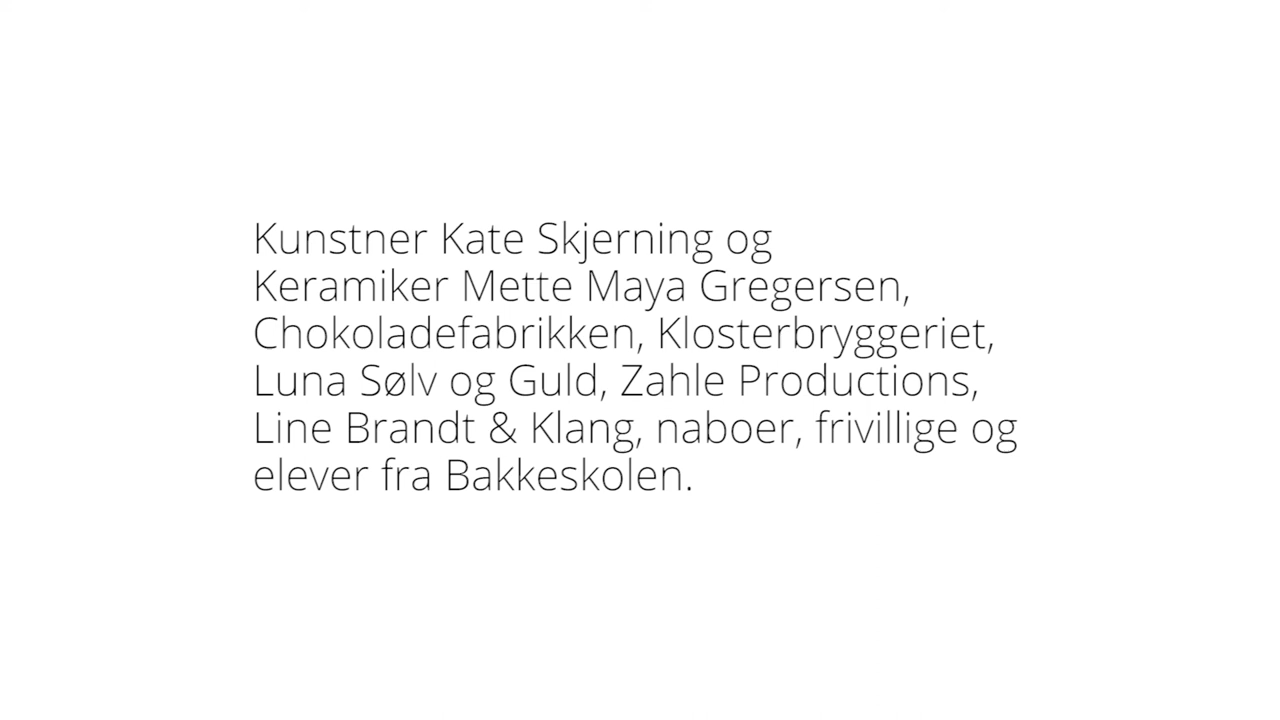 Kunstner Kate Skjerning og
Keramiker Mette Maya Gregersen,
Chokoladefabrikken, Klosterbryggeriet,
Luna Sølv og Guld, Zahle Productions,
Line Brandt & Klang, naboer, frivillige og
elever fra Bakkeskolen.